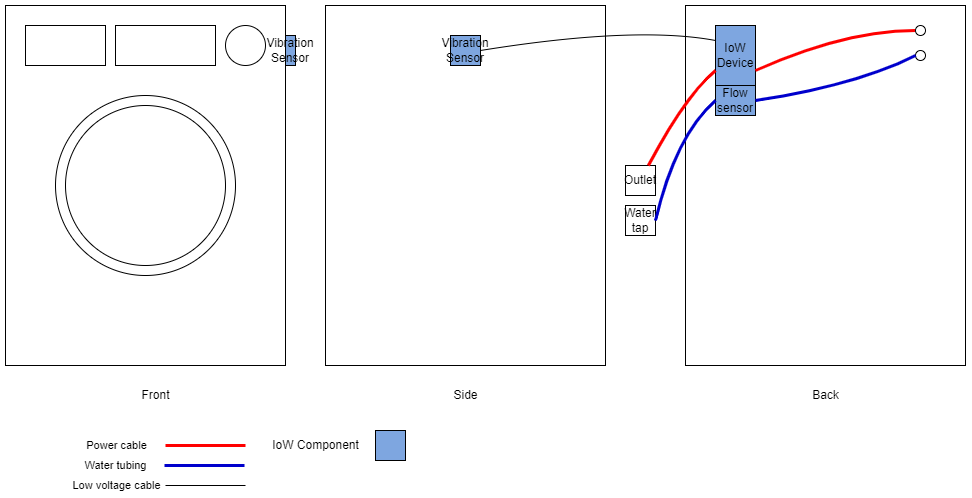 Vibration
Sensor
Vibration
Sensor
IoW
Device
Flow
sensor
Outlet
Water
tap
Front
Side
Back
Power cable
IoW Component
Water tubing
Low voltage cable